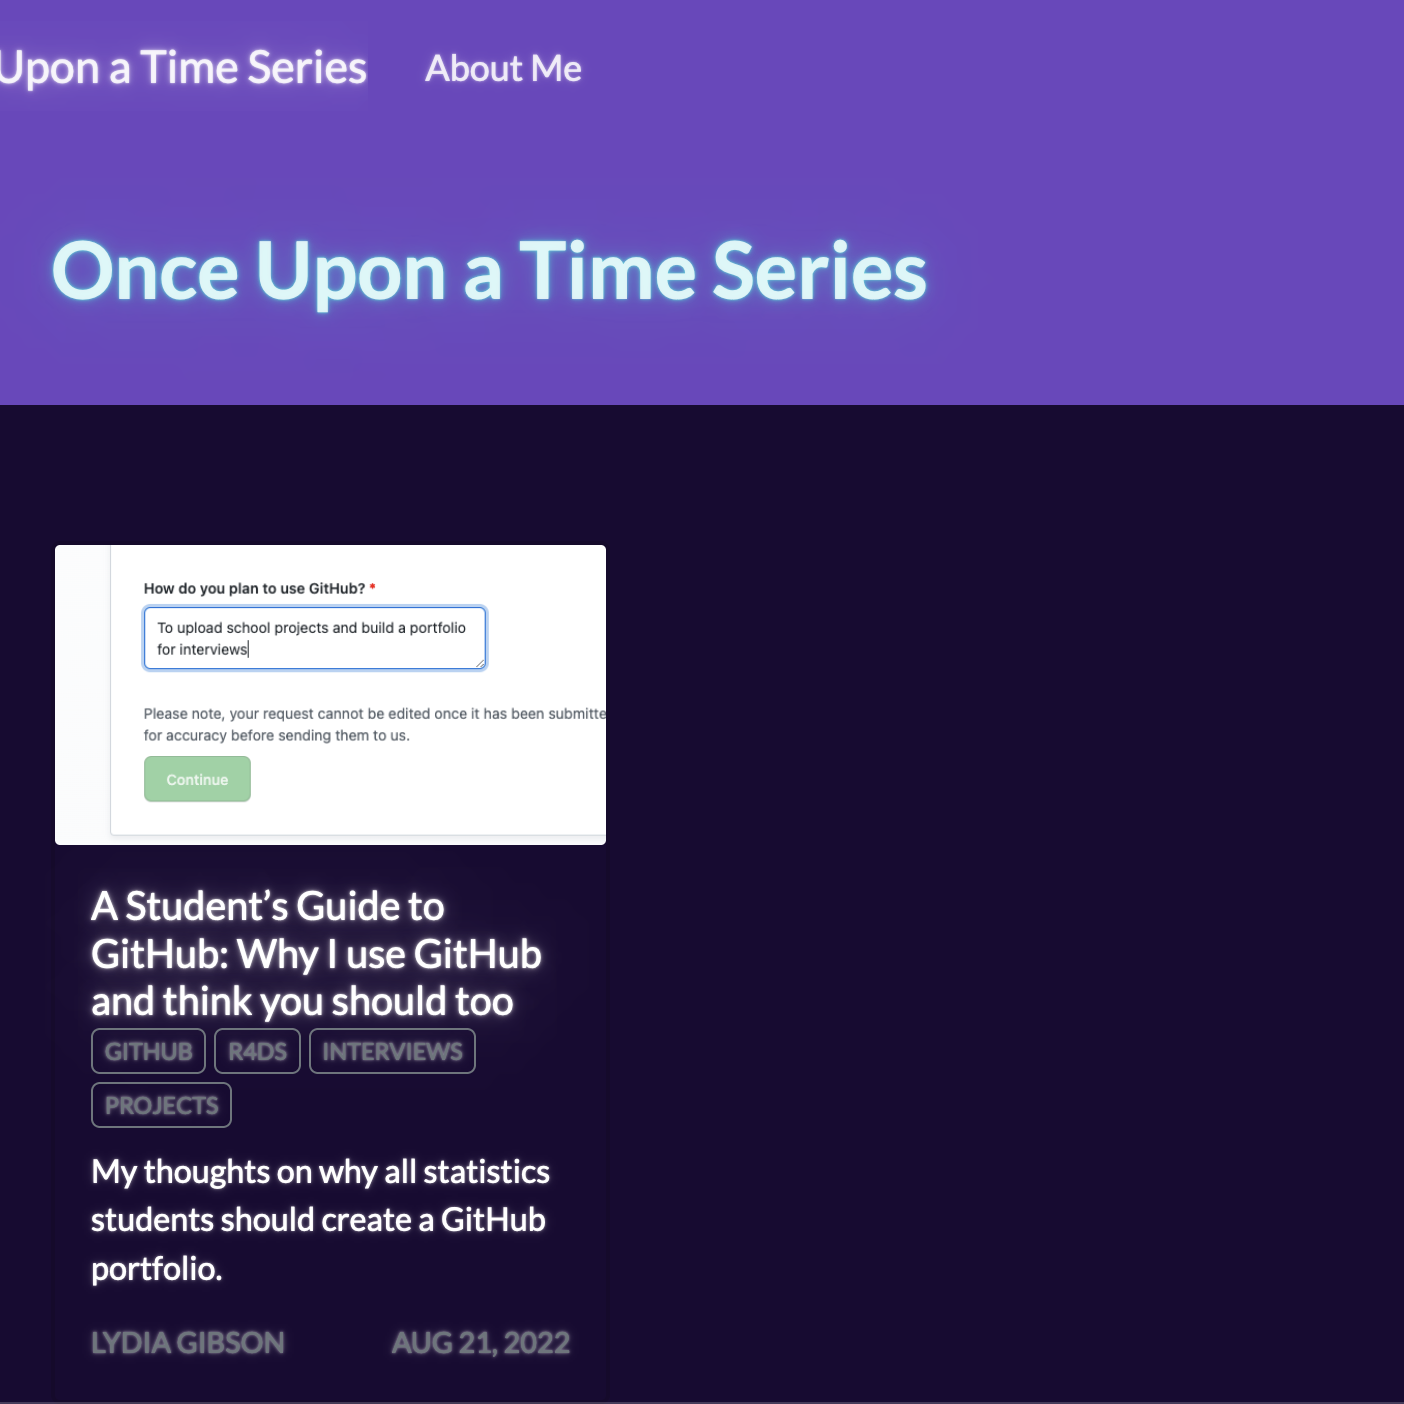 Upon a Time Series About Me
Once Upon a Time Series
How do you plan to use GitHub? *
To upload school projects and build a portfolio
for interviews
Please note, your request cannot be edited once it has been submitte
for accuracy before sending them to us.
Continue
A Student’s Guide to
GitHub: Why I use GitHub
and think you should too
GITHUB R4DS INTERVIEWS
PROJECTS
My thoughts on why all statistics
students should create a GitHub
portfolio.
LYDIA GIBSON AUG 21, 2022